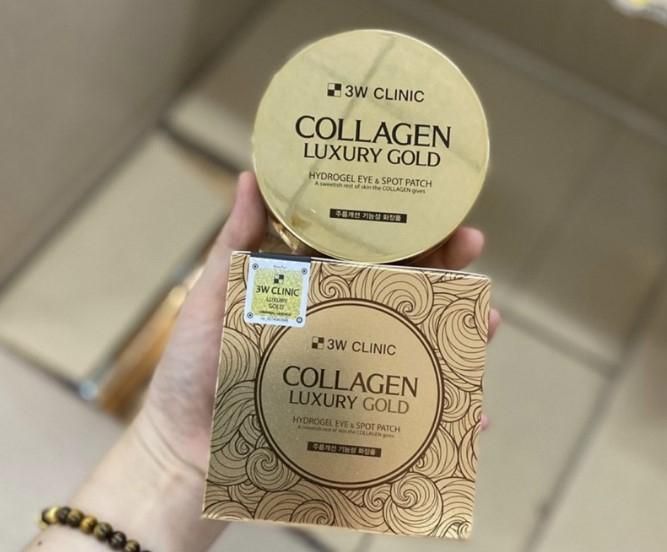 3W CLINIC
COLLAGEN
LUXURY GOLD
HYDROGEL EYE & SPOT PATCH
A sweetish rest of skin the COLLAGEN gives
주름개선 기능성 화장품
3W CLINIC
LUXURY
GOLD
3W CLINIC
COLLAGEN
LUXURY GOLD
HYDROGEL EYE & SPOT PATCH
A sweetish rest of skin the COLLAGEN gives
주름개선 기능성 화장품